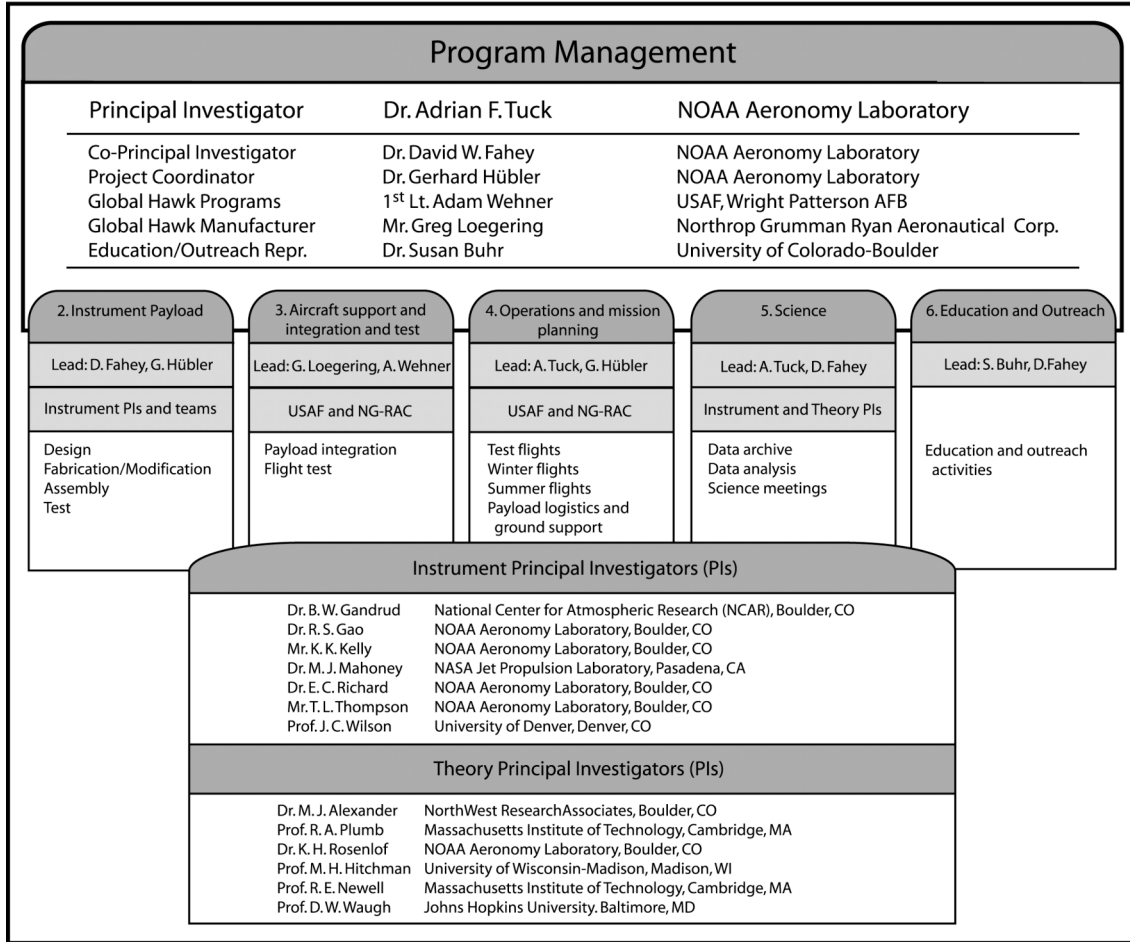 Program Management
Principal Investigator Dr. Adrian F. Tuck NOAA Aeronomy Laboratory
Co-Principal Investigator Dr. David W. Fahey NOAA Aeronomy Laboratory
Project Coordinator Dr. Gerhard Hübler NOAA Aeronomy Laboratory
Global Hawk Programs 1st Lt. Adam Wehner USAF, Wright Patterson AFB
Global Hawk Manufacturer Mr. Greg Loegering Northrop Grumman Ryan Aeronautical Corp.
Education/Outreach Repr. Dr. Susan Buhr University of Colorado-Boulder
2. Instrument Payload
Lead: D. Fahey, G. Hübler
Instrument PIs and teams
Design
Fabrication/Modification
Assembly
Test
3. Aircraft support and
integration and test
Lead: G. Loegering, A. Wehner
USAF and NG-RAC
Payload integration
Flight test
4. Operations and mission
planning
Lead: A. Tuck, G. Hübler
USAF and NG-RAC
Test flights
Winter flights
Summer flights
Payload logistics and
ground support
5. Science
Lead: A. Tuck, D. Fahey
Instrument and Theory PIs
Data archive
Data analysis
Science meetings
6. Education and Outreach
Lead: S. Buhr, D.Fahey
Education and outreach
activities
Instrument Principal Investigators (PIs)
Dr. B. W. Gandrud National Center for Atmospheric Research (NCAR), Boulder, CO
Dr. R. S. Gao NOAA Aeronomy Laboratory, Boulder, CO
Mr. K. K. Kelly NOAA Aeronomy Laboratory, Boulder, CO
Dr. M. J. Mahoney NASA Jet Propulsion Laboratory, Pasadena, CA
Dr. E. C. Richard NOAA Aeronomy Laboratory, Boulder, CO
Mr. T. L. Thompson NOAA Aeronomy Laboratory, Boulder, CO
Prof. J. C. Wilson University of Denver, Denver, CO
Theory Principal Investigators (PIs)
Dr. M. J. Alexander NorthWest ResearchAssociates, Boulder, CO
Prof. R. A. Plumb Massachusetts Institute of Technology, Cambridge, MA
Dr. K. H. Rosenlof NOAA Aeronomy Laboratory, Boulder, CO
Prof. M. H. Hitchman University of Wisconsin-Madison, Madison, WI
Prof. R. E. Newell Massachusetts Institute of Technology, Cambridge, MA
Prof. D. W. Waugh Johns Hopkins University. Baltimore, MD